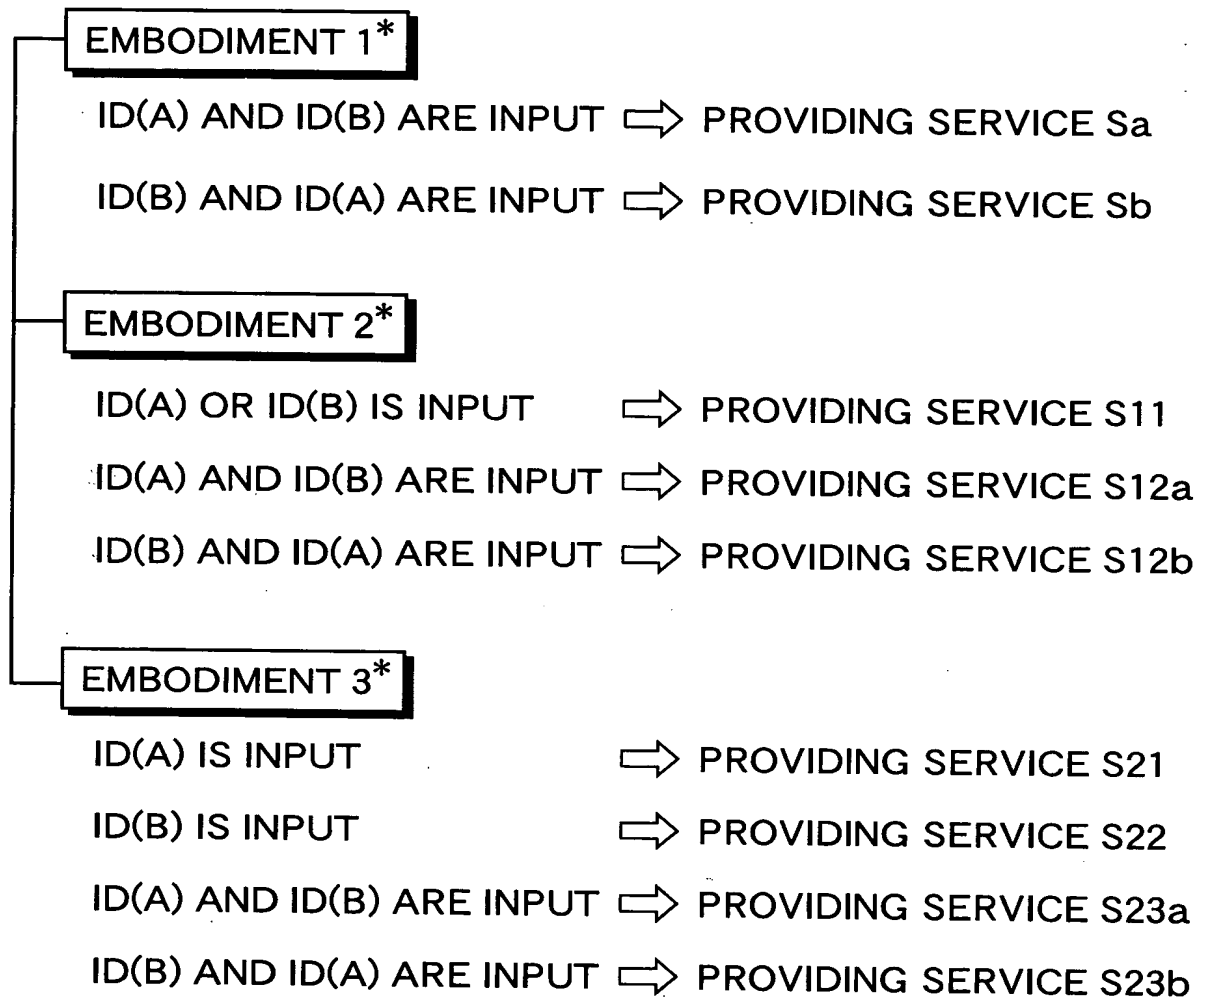 EMBODIMENT 1*
ID(A) AND ID(B) ARE INPUT ⇨ PROVIDING SERVICE Sa
ID(B) AND ID(A) ARE INPUT ⇨ PROVIDING SERVICE Sb
EMBODIMENT 2*
ID(A) OR ID(B) IS INPUT ⇨ PROVIDING SERVICE S11
ID(A) AND ID(B) ARE INPUT ⇨ PROVIDING SERVICE S12a
ID(B) AND ID(A) ARE INPUT ⇨ PROVIDING SERVICE S12b
EMBODIMENT 3*
ID(A) IS INPUT ⇨ PROVIDING SERVICE S21
ID(B) IS INPUT ⇨ PROVIDING SERVICE S22
ID(A) AND ID(B) ARE INPUT ⇨ PROVIDING SERVICE S23a
ID(B) AND ID(A) ARE INPUT ⇨ PROVIDING SERVICE S23b